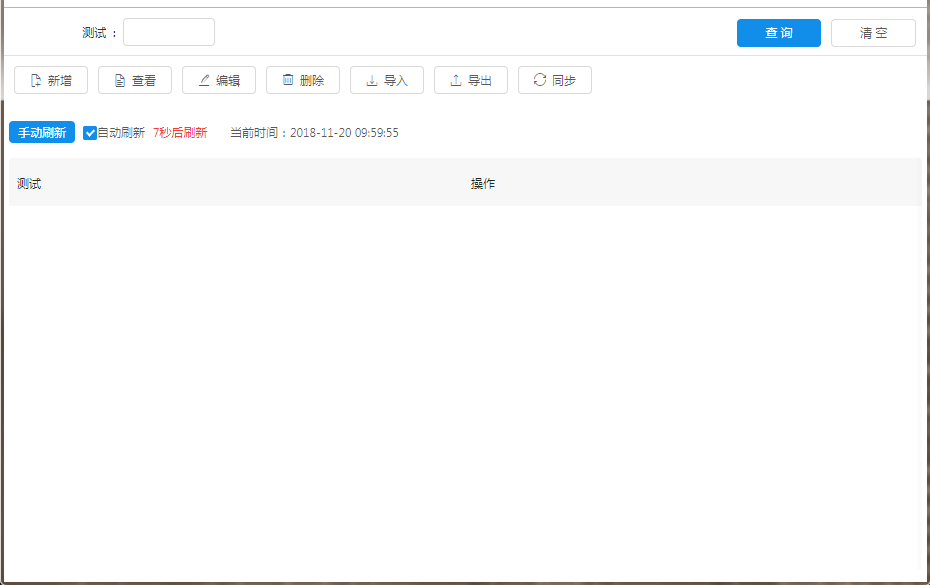 测试 : 查 询 清 空
新增 查看 编辑 删除 导入 导出 同步
手动刷新 自动刷新 7秒后刷新 当前时间：2018-11-20 09:59:55
测试 操作